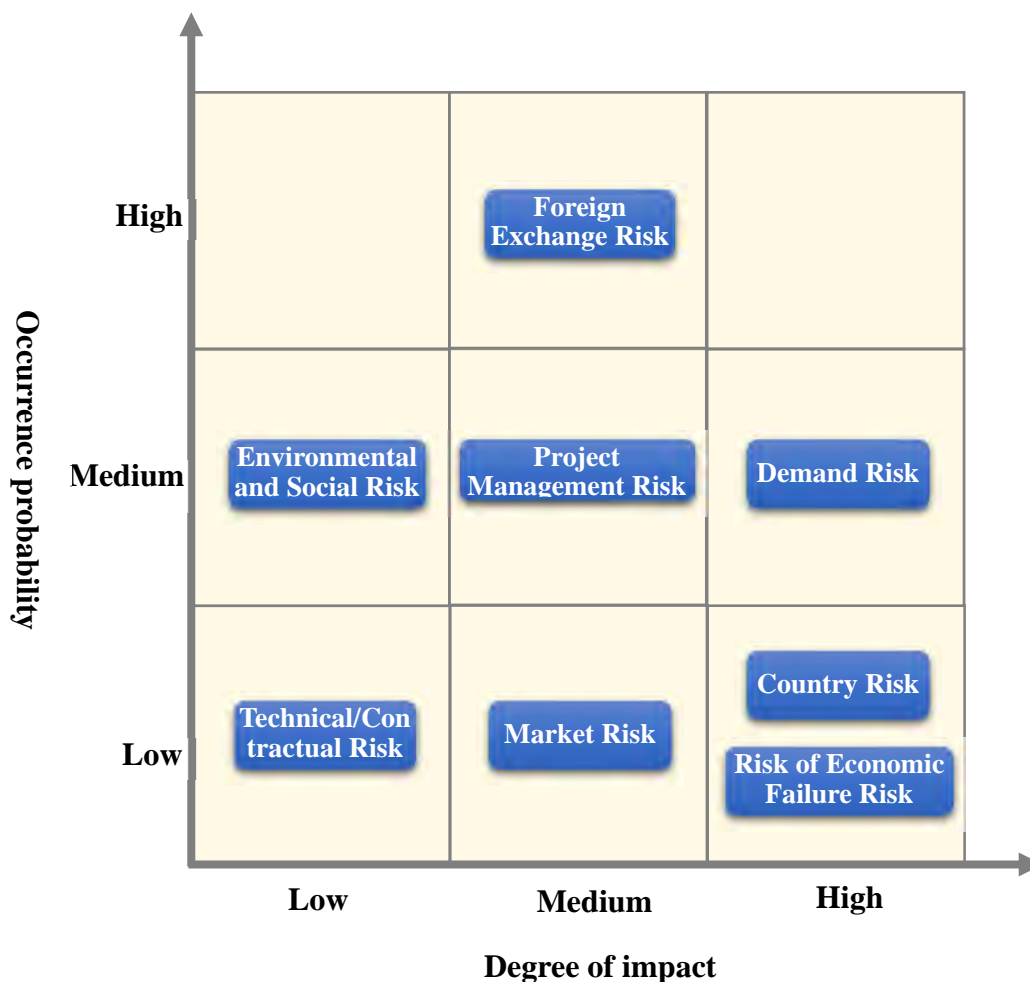 High
Foreign
Exchange Risk
Occurrence probability
Medium
Environmental
and Social Risk
Project
Management Risk
Demand Risk
Low
Technical/Con
tractual Risk
Market Risk
Country Risk
Risk of Economic
Failure Risk
Low
Medium
High
Degree of impact